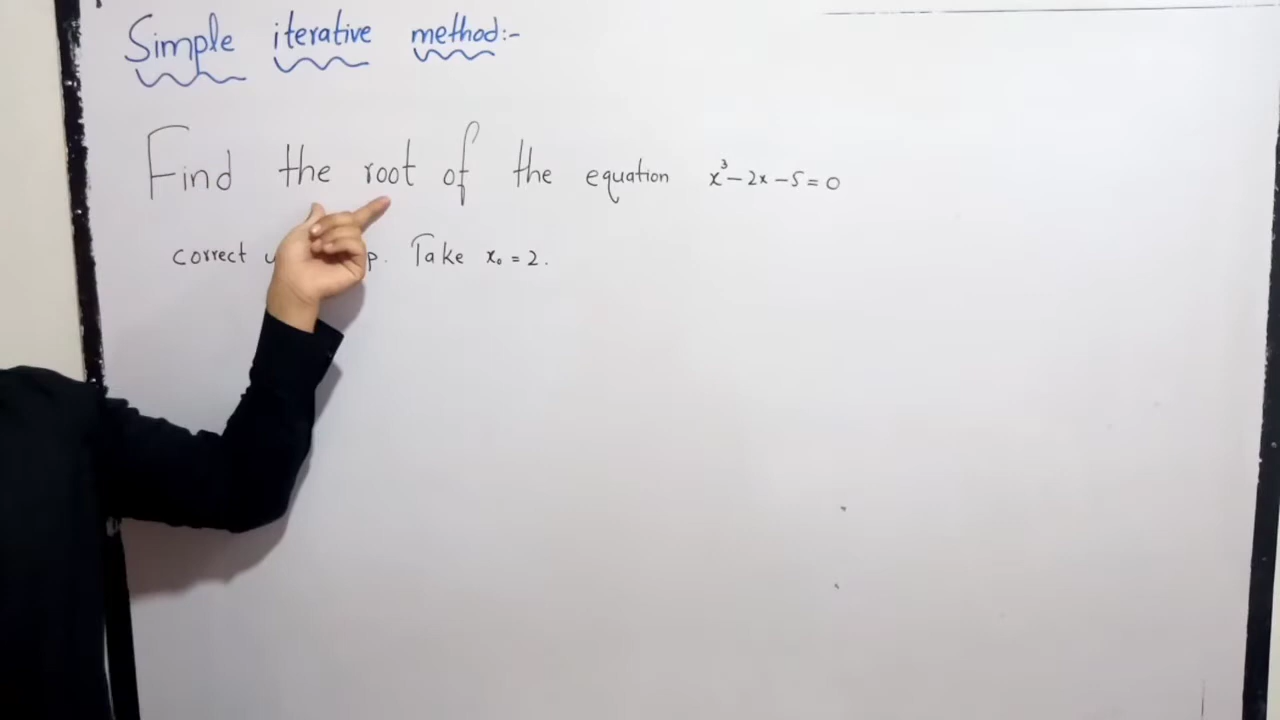 Simple iterative method:-
Find the root of the equation x³-2x-5=0
correct p. Take x₀ = 2.